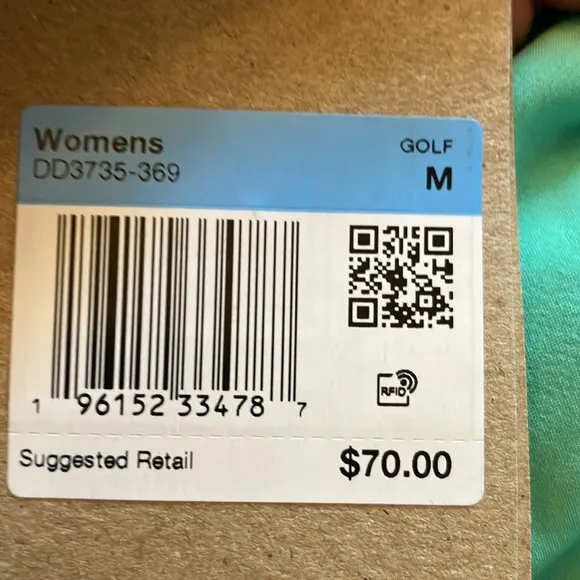 Womens
GOLF
DD3735-369
M
RFID
1 96152 33478 7
Suggested Retail $70.00